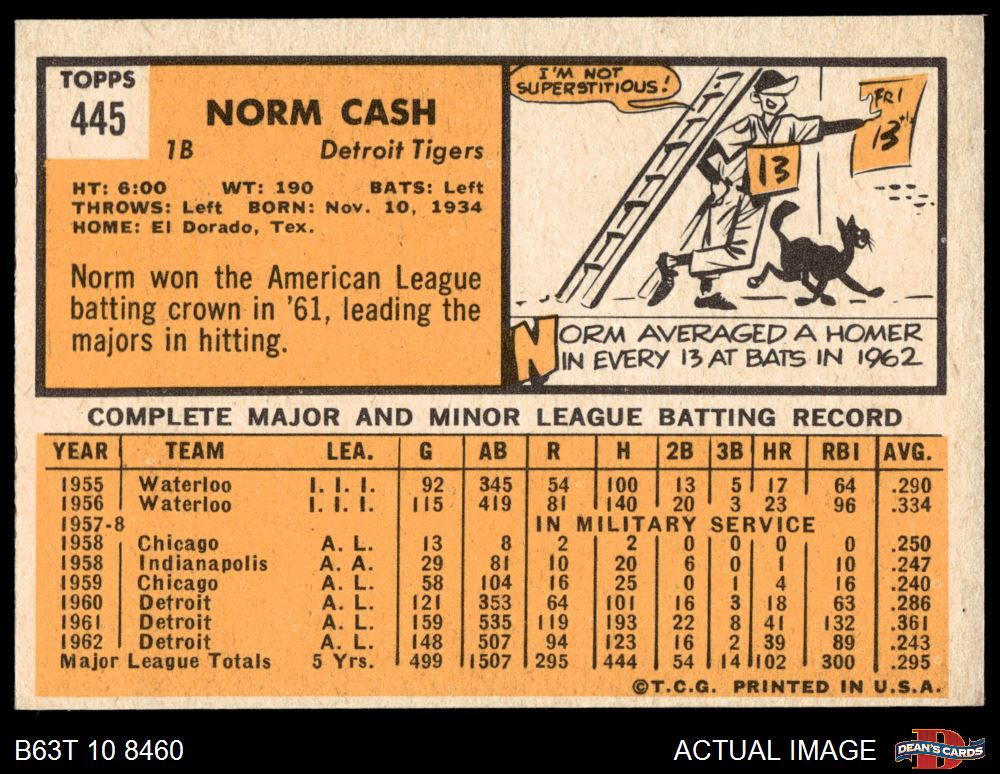 TOPPS
445
NORM CASH
1B Detroit Tigers
HT: 6:00 WT: 190 BATS: Left
THROWS: Left BORN: Nov. 10, 1934
HOME: El Dorado, Tex.
Norm won the American League
batting crown in '61, leading the
majors in hitting.
I'M NOT
SUPERSTITIOUS!
FRI
13th
13
NORM AVERAGED A HOMER
IN EVERY 13 AT BATS IN 1962
COMPLETE MAJOR AND MINOR LEAGUE BATTING RECORD
YEAR TEAM LEA. G AB R H 2B 3B HR RBI AVG.
1955 Waterloo I. I. I. 92 345 54 100 13 5 17 64 .290
1956 Waterloo I. I. I. 115 419 81 140 20 3 23 96 .334
1957-8 IN MILITARY SERVICE
1958 Chicago A. L. 13 8 2 2 0 0 0 0 .250
1958 Indianapolis A. A. 29 81 10 20 6 0 1 10 .247
1959 Chicago A. L. 58 104 16 25 0 1 4 16 .240
1960 Detroit A. L. 121 353 64 101 16 3 18 63 .286
1961 Detroit A. L. 159 535 119 193 22 8 41 132 .361
1962 Detroit A. L. 148 507 94 123 16 2 39 89 .243
Major League Totals 5 Yrs. 499 1507 295 444 54 14 102 300 .295
©T.C.G. PRINTED IN U.S.A.
B63T 10 8460 ACTUAL IMAGE D DEAN'S CARDS